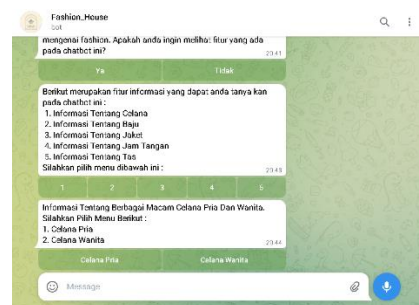 Fashion_House
bot
mengenai fashion. Apakah anda ingin melihat fitur yang ada
pada chatbot ini?
20.41
Ya
Tidak
Berikut merupakan fitur informasi yang dapat anda tanya kan
pada chatbot ini :
1. Informasi Tentang Celana
2. Informasi Tentang Baju
3. Informasi Tentang Jaket
4. Informasi Tentang Jam Tangan
5. Informasi Tentang Tas
Silahkan pilih menu dibawah ini :
20.43
1
2
3
4
5
Informasi Tentang Berbagai Macam Celana Pria Dan Wanita.
Silahkan Pilih Menu Berikut :
1. Celana Pria
2. Celana Wanita
20.44
Celana Pria
Celana Wanita
Message